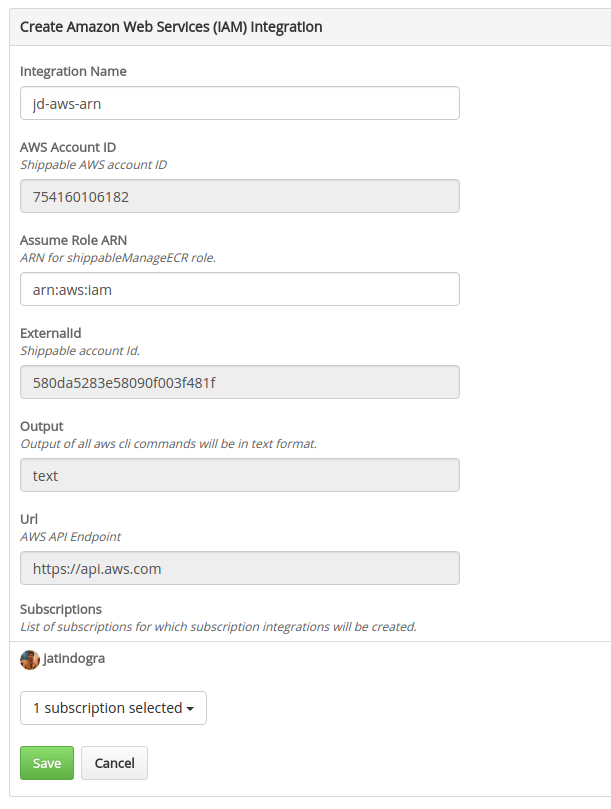 Create Amazon Web Services (IAM) Integration
Integration Name
jd-aws-arn
AWS Account ID
Shippable AWS account ID
754160106182
Assume Role ARN
ARN for shippableManageECR role.
arn:aws:iam
ExternalId
Shippable account Id.
580da5283e58090f003f481f
Output
Output of all aws cli commands will be in text format.
text
Url
AWS API Endpoint
https://api.aws.com
Subscriptions
List of subscriptions for which subscription integrations will be created.
jatindogra
1 subscription selected
Save Cancel